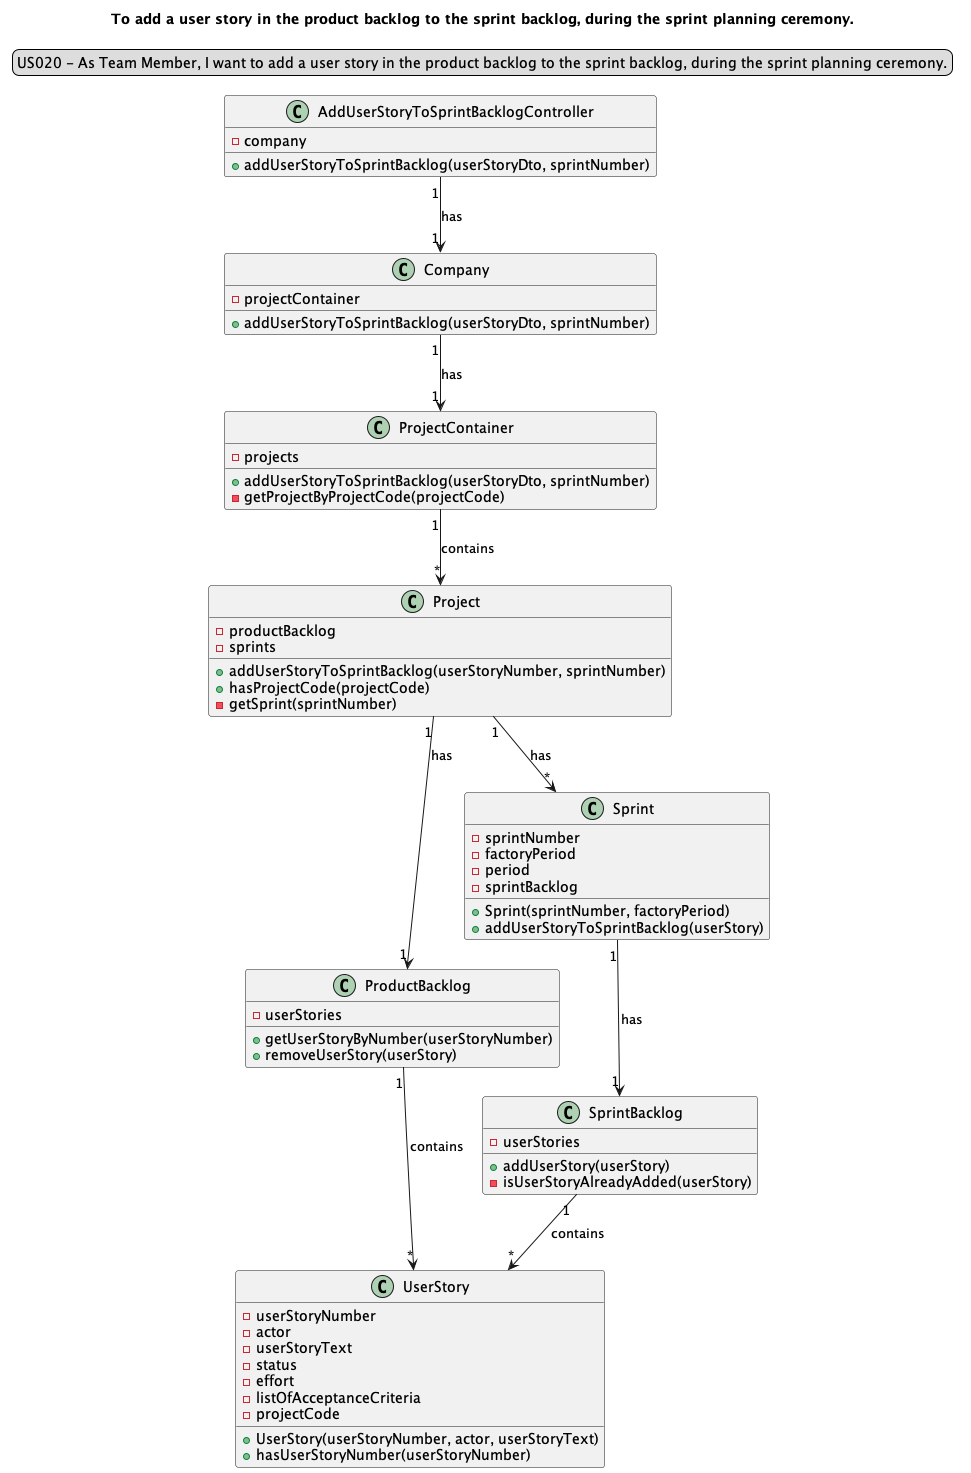 To add a user story in the product backlog to the sprint backlog, during the sprint planning ceremony.
US020 – As Team Member, I want to add a user story in the product backlog to the sprint backlog, during the sprint planning ceremony.
C AddUserStoryToSprintBacklogController
company
addUserStoryToSprintBacklog(userStoryDto, sprintNumber)
1
has
1
C Company
projectContainer
addUserStoryToSprintBacklog(userStoryDto, sprintNumber)
1
has
1
C ProjectContainer
projects
addUserStoryToSprintBacklog(userStoryDto, sprintNumber)
getProjectByProjectCode(projectCode)
1
contains
*
C Project
productBacklog
sprints
addUserStoryToSprintBacklog(userStoryNumber, sprintNumber)
hasProjectCode(projectCode)
getSprint(sprintNumber)
1
has
1
1
has
*
C Sprint
sprintNumber
factoryPeriod
period
sprintBacklog
Sprint(sprintNumber, factoryPeriod)
addUserStoryToSprintBacklog(userStory)
1
has
1
C ProductBacklog
userStories
getUserStoryByNumber(userStoryNumber)
removeUserStory(userStory)
1
contains
*
C SprintBacklog
userStories
addUserStory(userStory)
isUserStoryAlreadyAdded(userStory)
1
contains
*
C UserStory
userStoryNumber
actor
userStoryText
status
effort
listOfAcceptanceCriteria
projectCode
UserStory(userStoryNumber, actor, userStoryText)
hasUserStoryNumber(userStoryNumber)